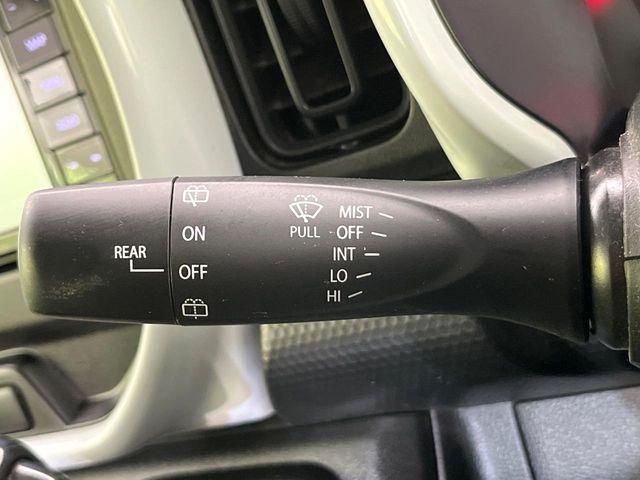 ON
REAR
OFF
PULL
MIST
OFF
INT
LO
HI